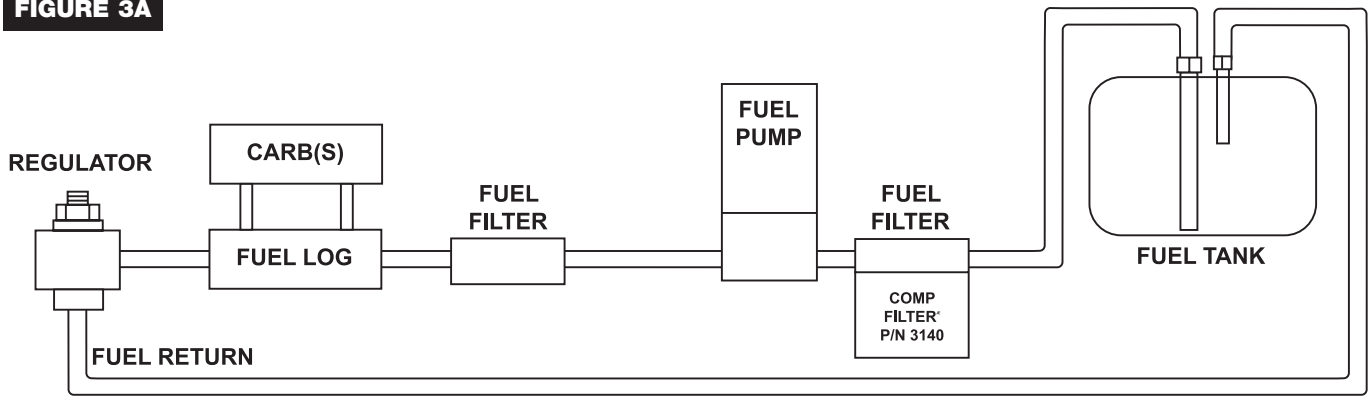 FIGURE 3A
REGULATOR
CARB(S)
FUEL LOG
FUEL
FILTER
FUEL
PUMP
FUEL
FILTER
COMP
FILTER*
P/N 3140
FUEL TANK
FUEL RETURN